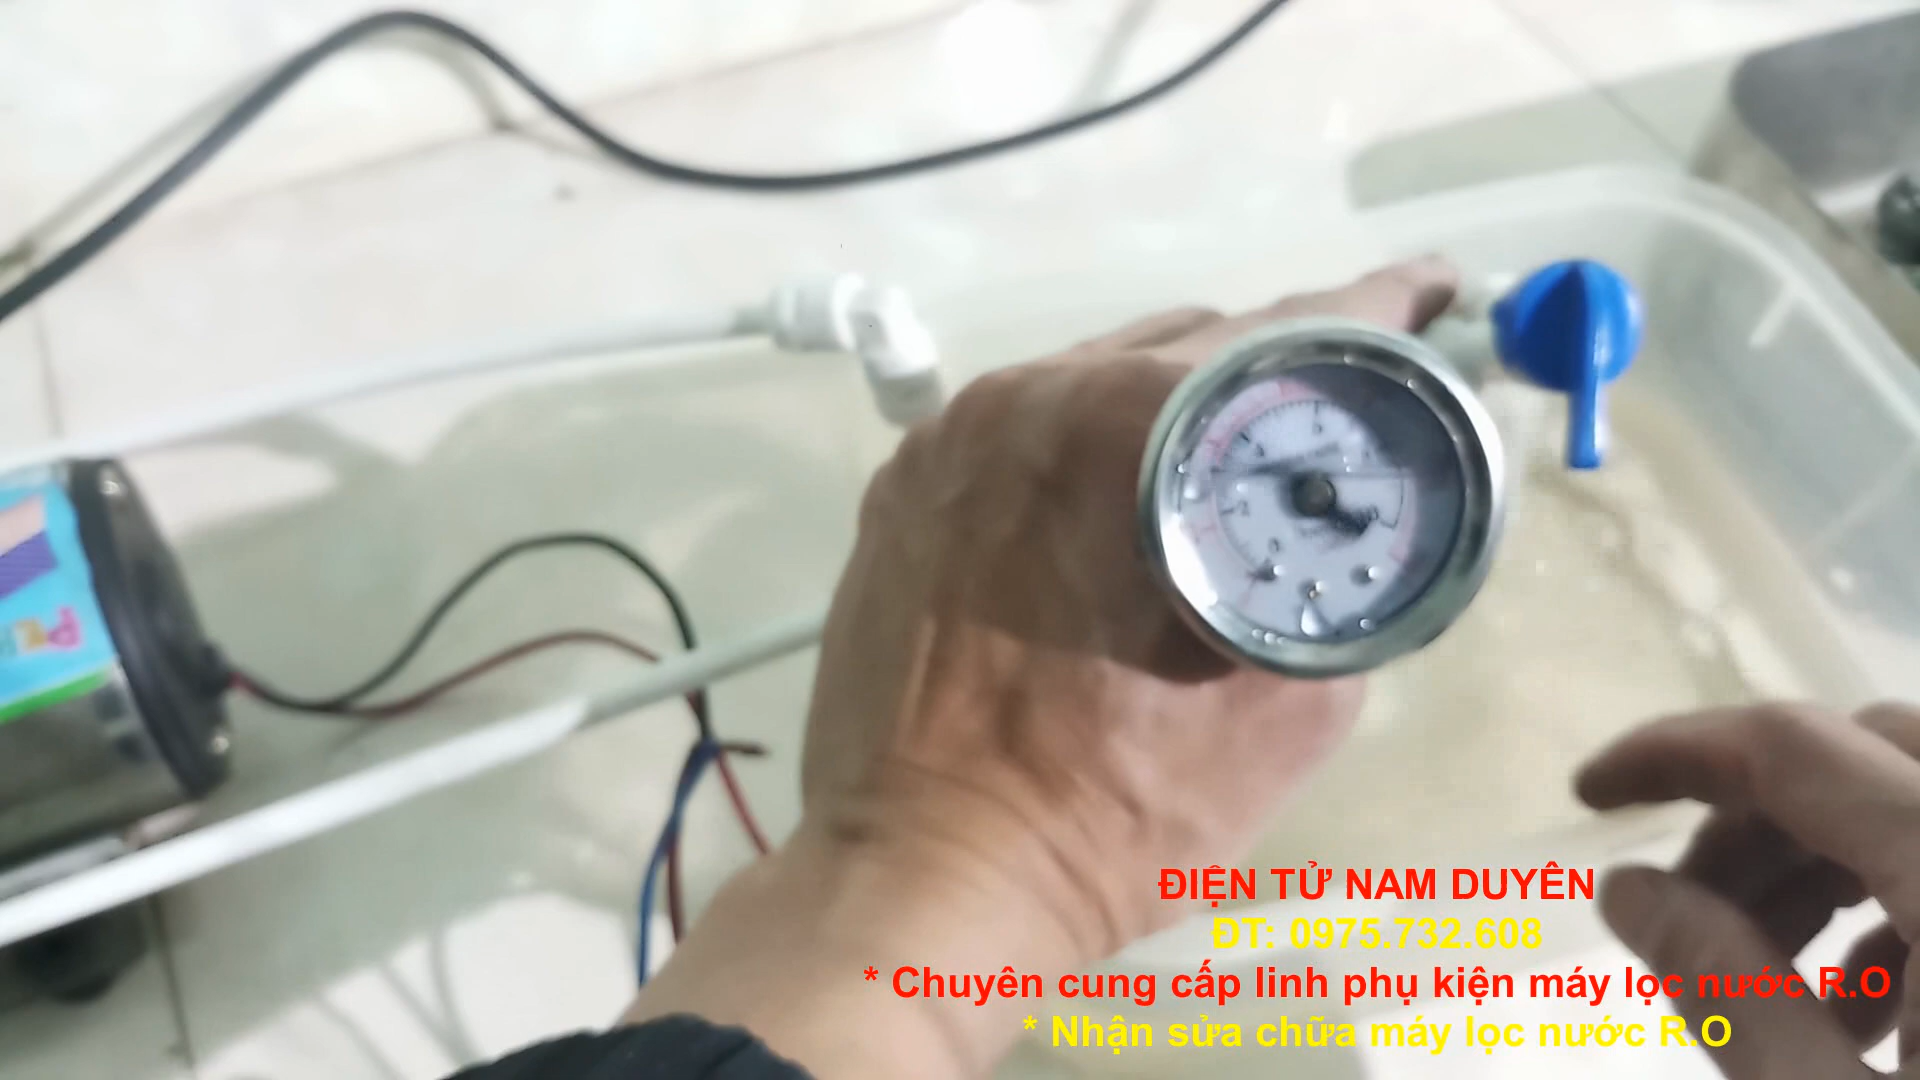 ĐIỆN TỬ NAM DUYÊN
ĐT: 0975.732.608
* Chuyên cung cấp linh phụ kiện máy lọc nước R.O
* Nhận sửa chữa máy lọc nước R.O